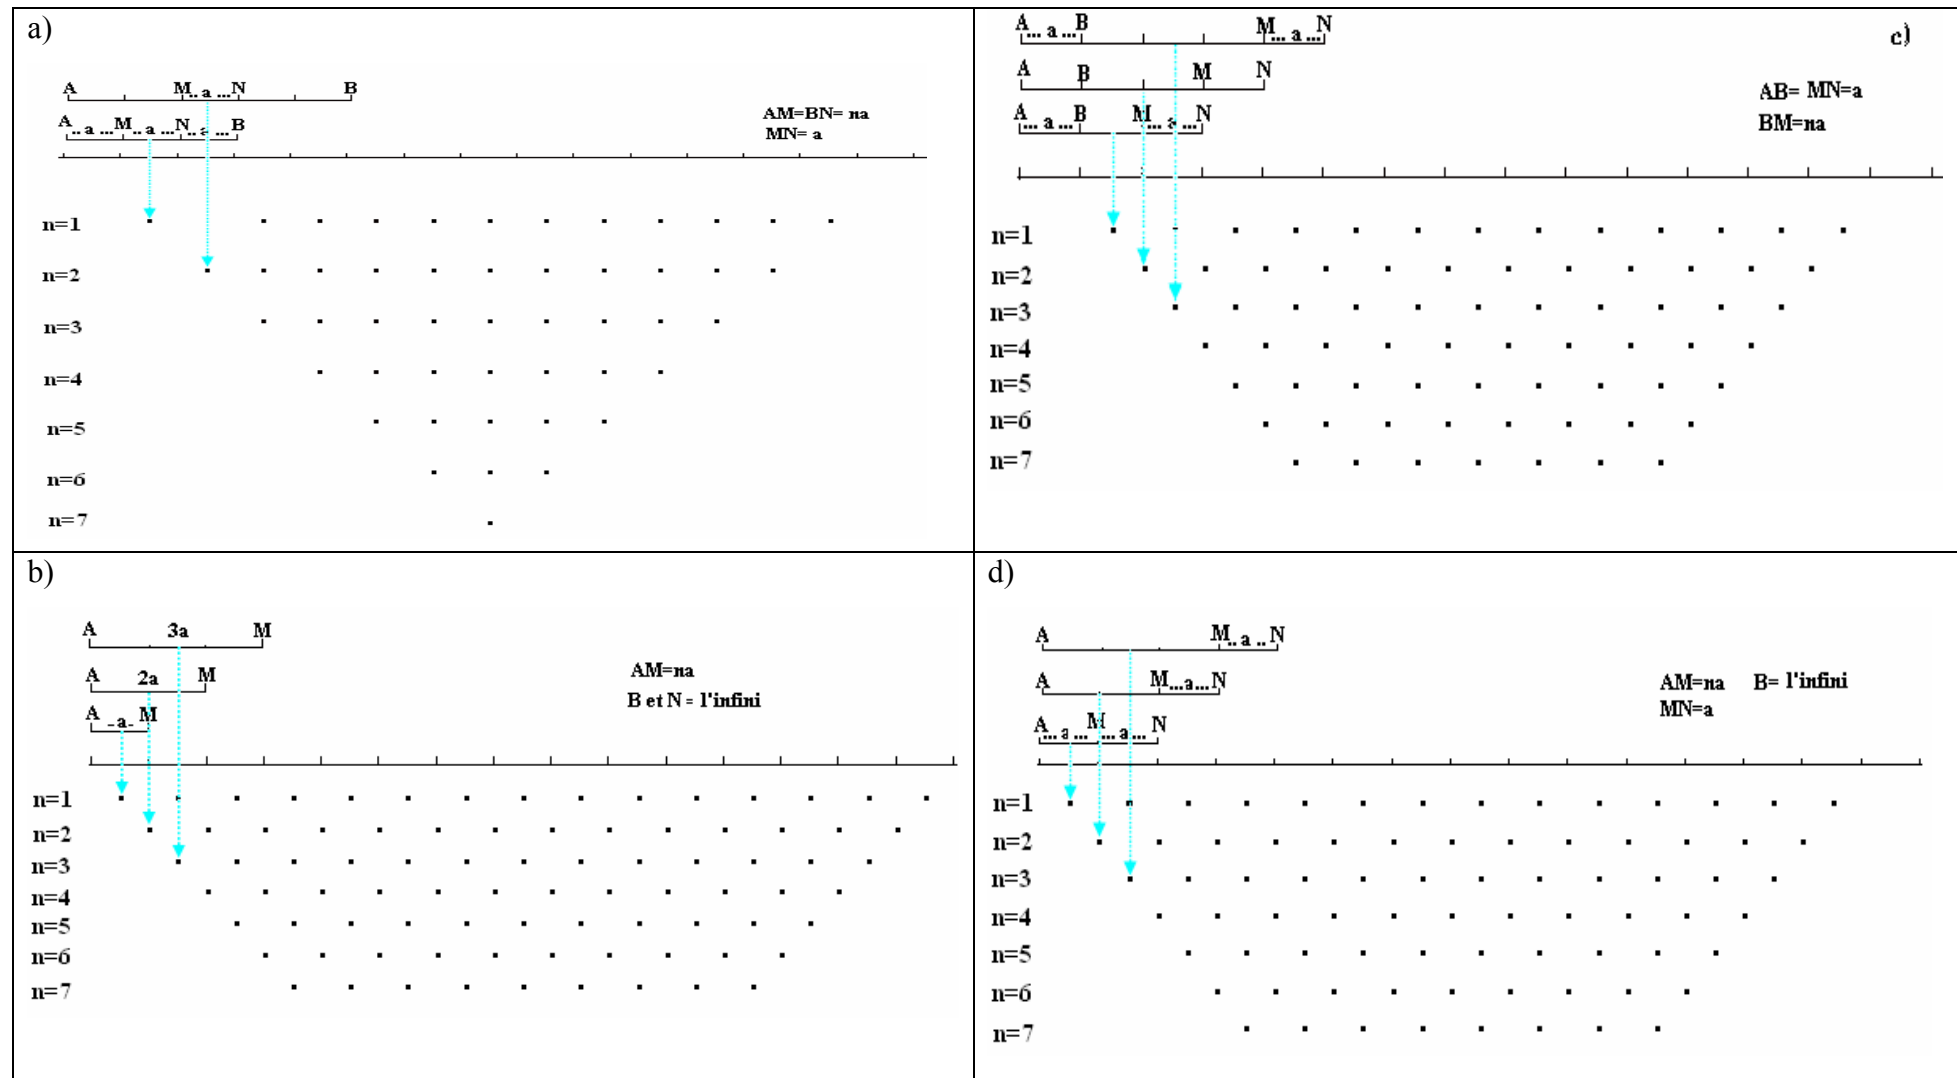 a)
A M.. a ...N B
A .. a ...M.. a ...N.. a ...B
AM=BN= na
MN= a
n=1
n=2
n=3
n=4
n=5
n=6
n=7
A... a ...B M... a ...N
c)
A B M N
A... a ...B M... a ...N
AB= MN=a
BM=na
n=1
n=2
n=3
n=4
n=5
n=6
n=7
b)
A 3a M
A 2a M
A -a- M
AM=na
B et N = l'infini
n=1
n=2
n=3
n=4
n=5
n=6
n=7
d)
A M.. a .. N
A M...a...N
A... a ... M ... a ... N
AM=na B= l'infini
MN=a
n=1
n=2
n=3
n=4
n=5
n=6
n=7